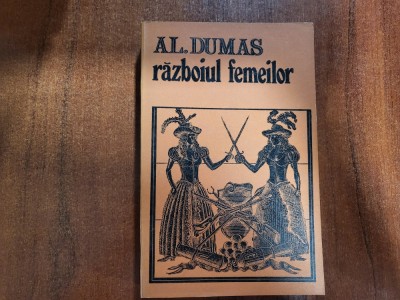 AL. DUMAS
războiul femeilor